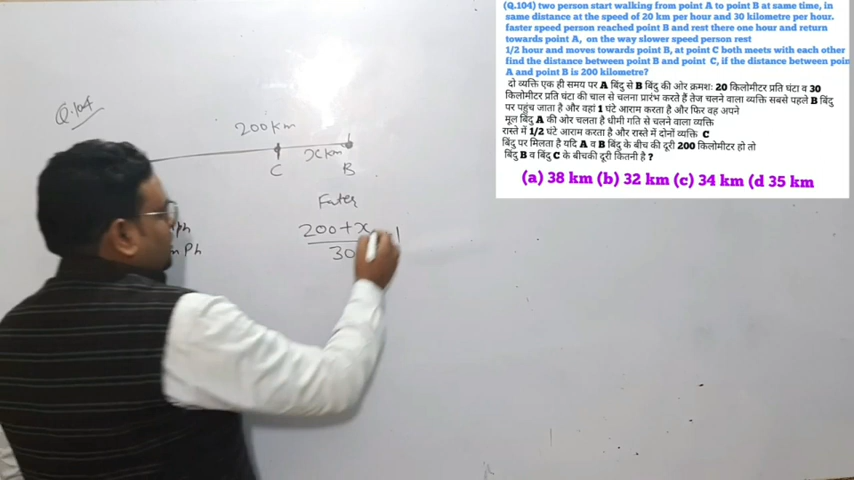 (Q.104) two person start walking from point A to point B at same time, in
same distance at the speed of 20 km per hour and 30 kilometre per hour.
faster speed person reached point B and rest there one hour and return
towards point A, on the way slower speed person rest
1/2 hour and moves towards point B, at point C both meets with each other
find the distance between point B and point C, if the distance between poin
A and point B is 200 kilometre?
दो व्यक्ति एक ही समय पर A बिंदु से B बिंदु की ओर क्रमशः 20 किलोमीटर प्रति घंटा व 30
किलोमीटर प्रति घंटा की चाल से चलना प्रारंभ करते हैं तेज चलने वाला व्यक्ति सबसे पहले B बिंदु
पर पहुंच जाता है और वहां 1 घंटे आराम करता है और फिर वह अपने
मूल बिंदु A की ओर चलता है धीमी गति से चलने वाला व्यक्ति
रास्ते में 1/2 घंटे आराम करता है और रास्ते में दोनों व्यक्ति C
बिंदु पर मिलता है यदि A व B बिंदु के बीच की दूरी 200 किलोमीटर हो तो
बिंदु B व बिंदु C के बीचकी दूरी कितनी है ?
(a) 38 km (b) 32 km (c) 34 km (d 35 km
Q.104
200km
xkm
C B
200+x 1
30